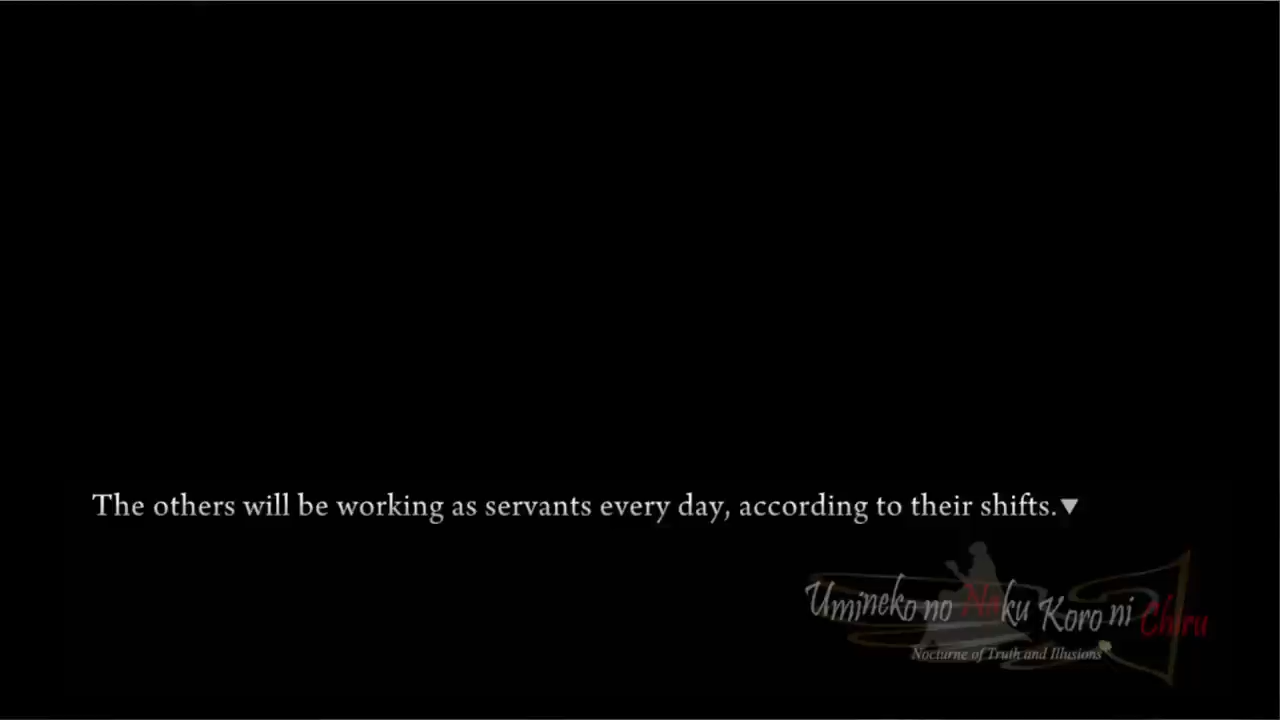 The others will be working as servants every day, according to their shifts.
Umineko no Naku Koro ni Chiru
Nocturne of Truth and Illusions